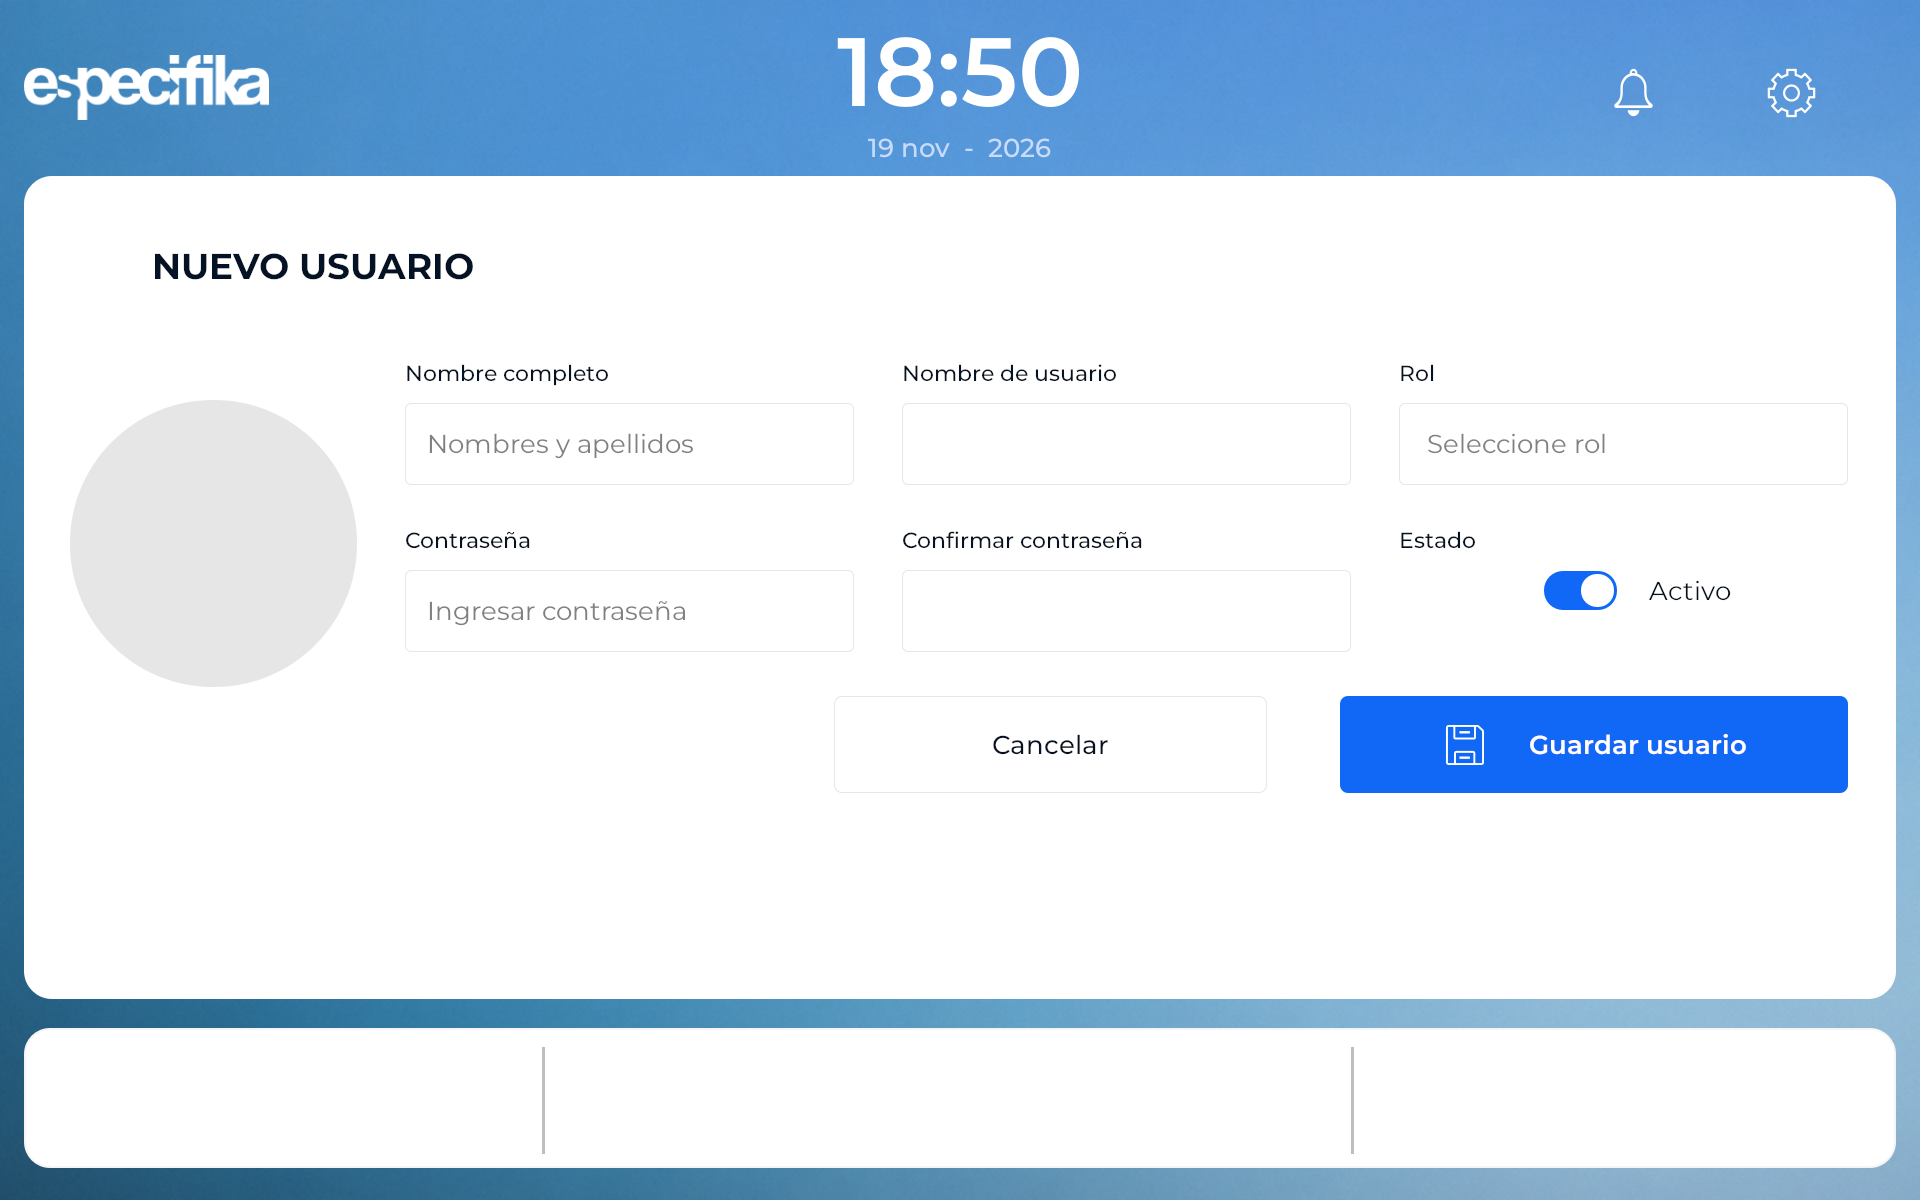 especifika
18:50
19 nov - 2026
NUEVO USUARIO
Nombre completo
Nombre de usuario
Rol
Nombres y apellidos
Seleccione rol
Contraseña
Confirmar contraseña
Estado
Ingresar contraseña
Activo
Cancelar
Guardar usuario